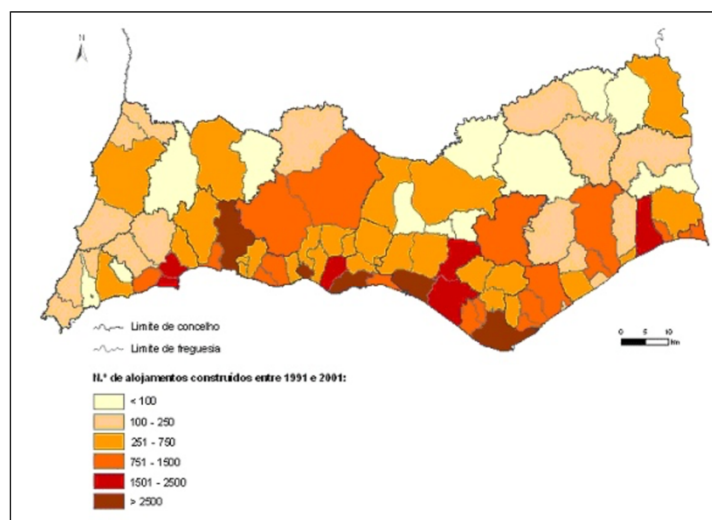 N
Limite de concelho
Limite de freguesia
0 5 10
Km
N.º de alojamentos construídos entre 1991 e 2001:
< 100
100 - 250
251 - 750
751 - 1500
1501 - 2500
> 2500